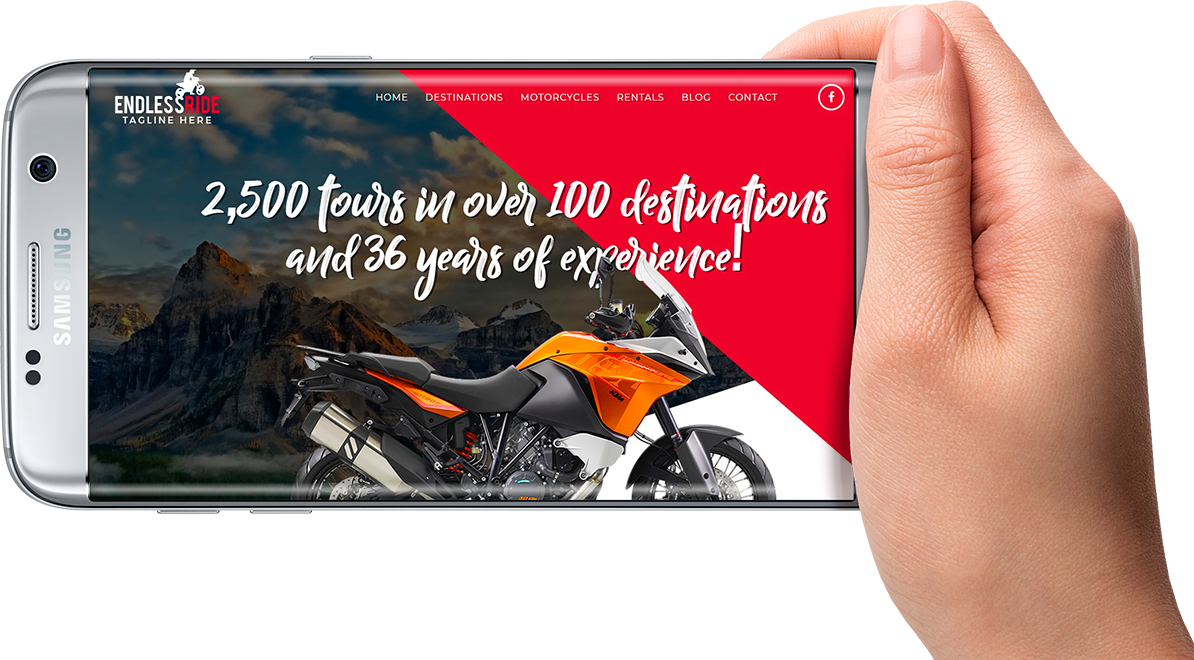 SAMSUNG
ENDLESSRIDE
TAGLINE HERE
HOME DESTINATIONS MOTORCYCLES RENTALS BLOG CONTACT
f
2,500 tours in over 100 destinations
and 36 years of experience!
KTM